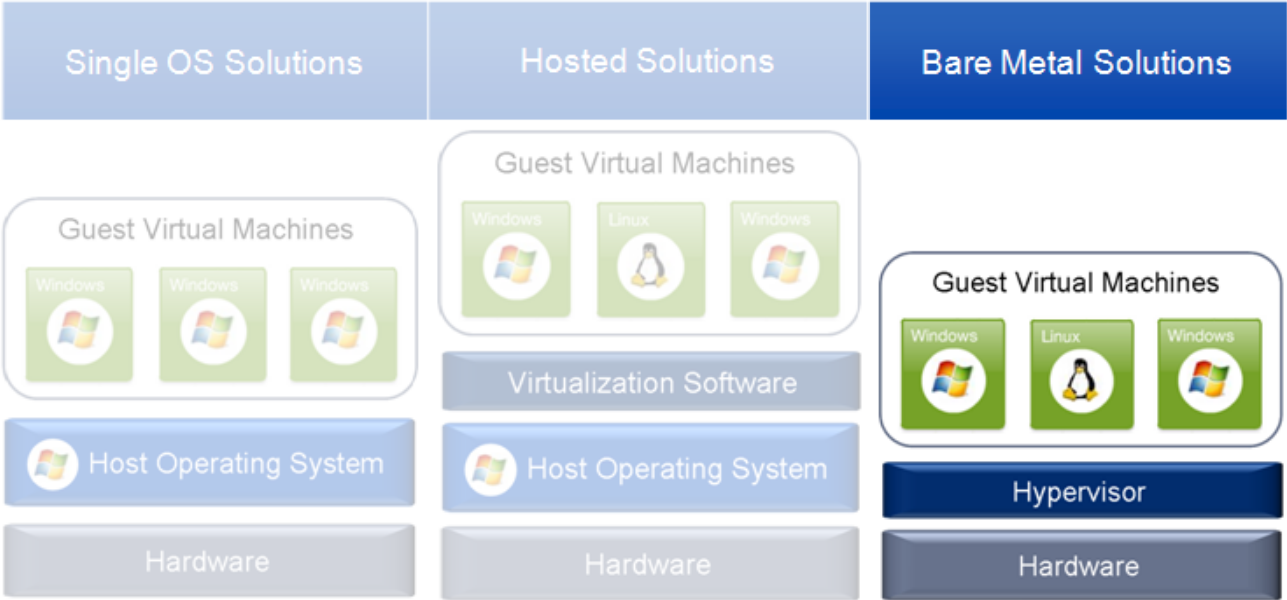 Single OS Solutions
Guest Virtual Machines
Windows
Windows
Windows
Host Operating System
Hardware
Hosted Solutions
Guest Virtual Machines
Windows
Linux
Windows
Virtualization Software
Host Operating System
Hardware
Bare Metal Solutions
Guest Virtual Machines
Windows
Linux
Windows
Hypervisor
Hardware